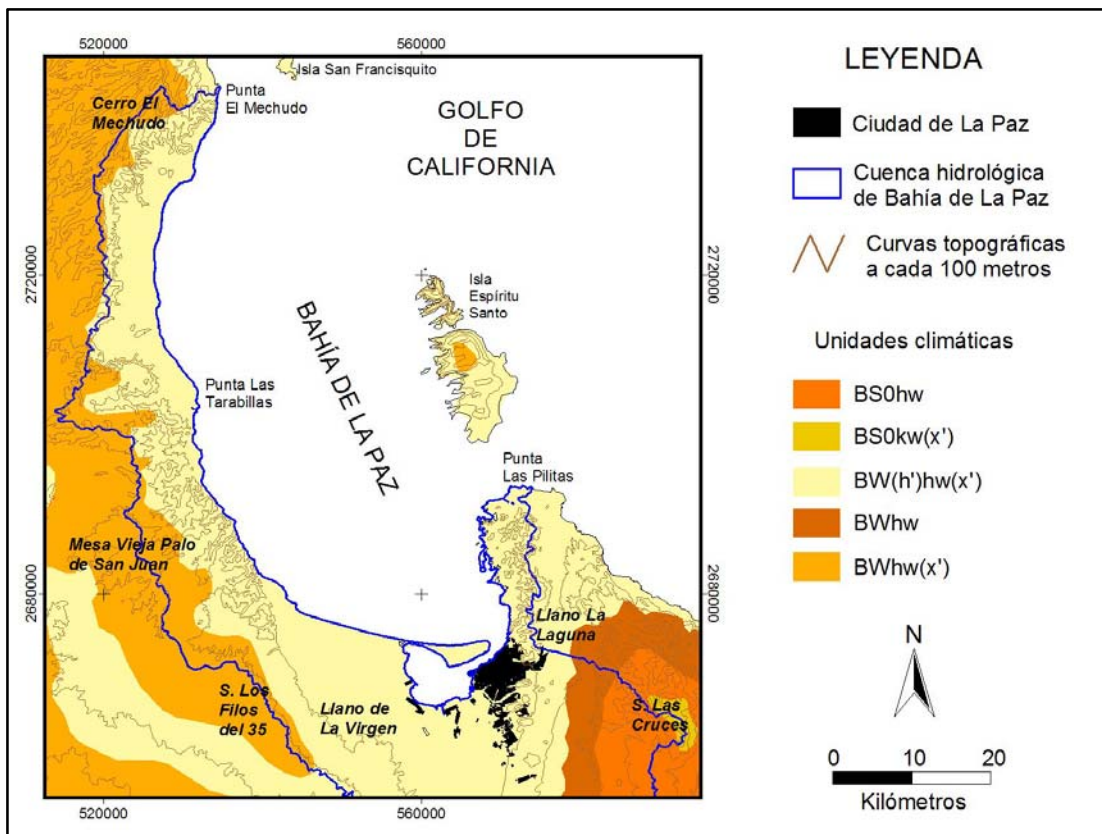 520000
560000
Isla San Francisquito
Punta
El Mechudo
Cerro El
Mechudo
GOLFO
DE
CALIFORNIA
2720000
2720000
Isla
Espíritu
Santo
BAHÍA DE LA PAZ
Punta Las
Tarabillas
Punta
Las Pilitas
Mesa Vieja Palo
de San Juan
2680000
2680000
Llano La
Laguna
S. Los
Filos
del 35
Llano de
La Virgen
S. Las
Cruces
520000
560000
LEYENDA
Ciudad de La Paz
Cuenca hidrológica
de Bahía de La Paz
Curvas topográficas
a cada 100 metros
Unidades climáticas
BS0hw
BS0kw(x')
BW(h')hw(x')
BWhw
BWhw(x')
N
0 10 20
Kilómetros